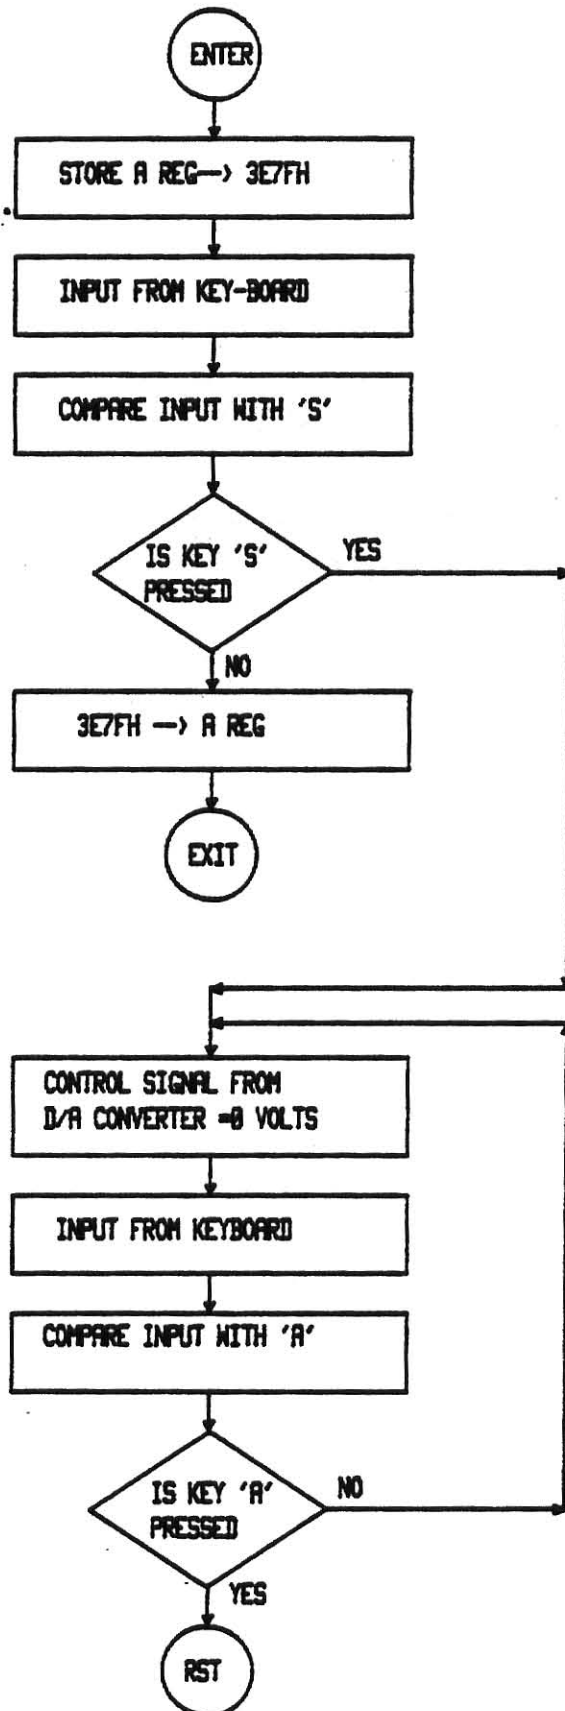 ENTER
STORE A REG—> 3E7FH
INPUT FROM KEY-BOARD
COMPARE INPUT WITH 'S'
IS KEY 'S'
PRESSED
YES
NO
3E7FH —> A REG
EXIT
CONTROL SIGNAL FROM
D/A CONVERTER =0 VOLTS
INPUT FROM KEYBOARD
COMPARE INPUT WITH 'A'
IS KEY 'A'
PRESSED
NO
YES
RST